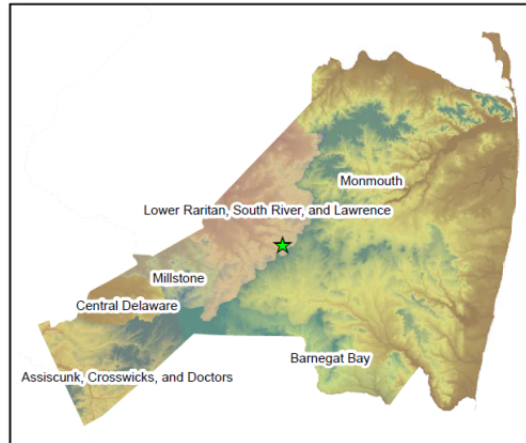 Monmouth
Lower Raritan, South River, and Lawrence
Millstone
Central Delaware
Barnegat Bay
Assiscunk, Crosswicks, and Doctors